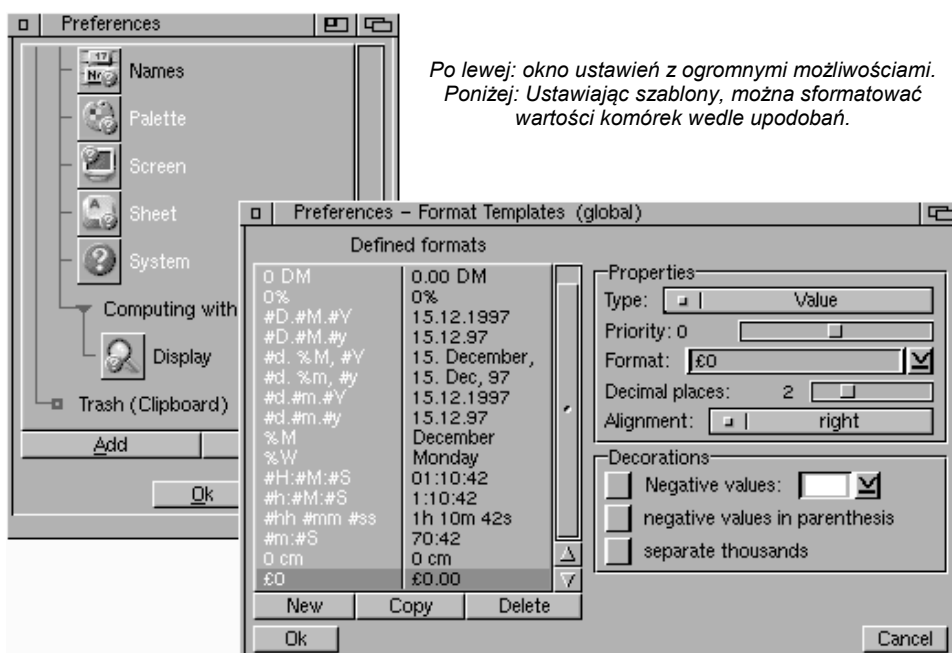 Preferences
Names
Palette
Screen
Sheet
System
Computing with
Display
Trash (Clipboard)
Add
Ok
Po lewej: okno ustawień z ogromnymi możliwościami.
Poniżej: Ustawiając szablony, można sformatować
wartości komórek wedle upodobań.
Preferences – Format Templates (global)
Defined formats
0 DM 0.00 DM
0% 0%
#D.#M.#Y 15.12.1997
#D.#M.#y 15.12.97
#d. %M, #Y 15. December,
#d. %m, #y 15. Dec, 97
#d.#m.#Y 15.12.1997
#d.#m.#y 15.12.97
%M December
%W Monday
#H:#M:#S 01:10:42
#h:#M:#S 1:10:42
#hh #mm #ss 1h 10m 42s
#m:#S 70:42
0 cm 0 cm
£0 £0.00
New Copy Delete
Ok
Properties
Type: Value
Priority: 0
Format: £0
Decimal places: 2
Alignment: right
Decorations
Negative values:
negative values in parenthesis
separate thousands
Cancel